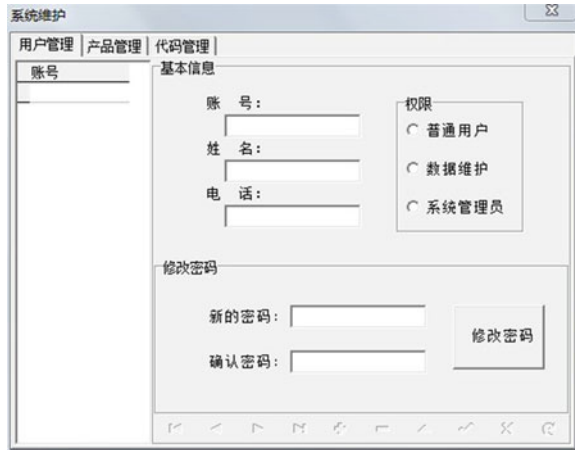 系统维护
用户管理 产品管理 代码管理
账号
基本信息
账 号:
姓 名:
电 话:
权限
普通用户
数据维护
系统管理员
修改密码
新的密码:
确认密码:
修改密码